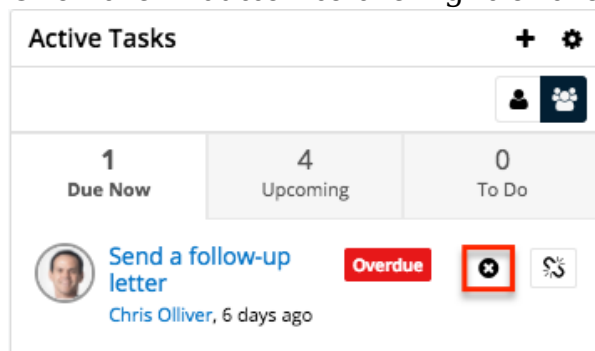 Active Tasks
1 4 0
Due Now Upcoming To Do
Send a follow-up Overdue
letter
Chris Olliver, 6 days ago